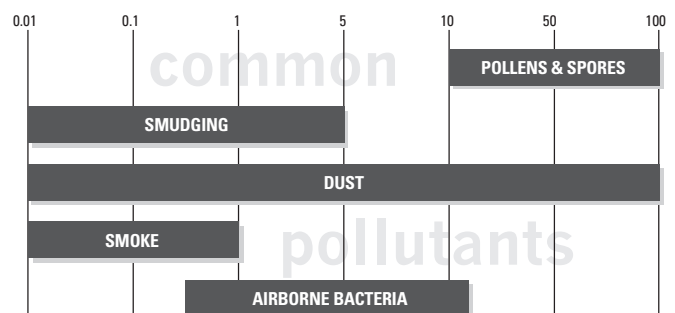 0.01 0.1 1 5 10 50 100
common
POLLENS & SPORES
SMUDGING
DUST
SMOKE
pollutants
AIRBORNE BACTERIA